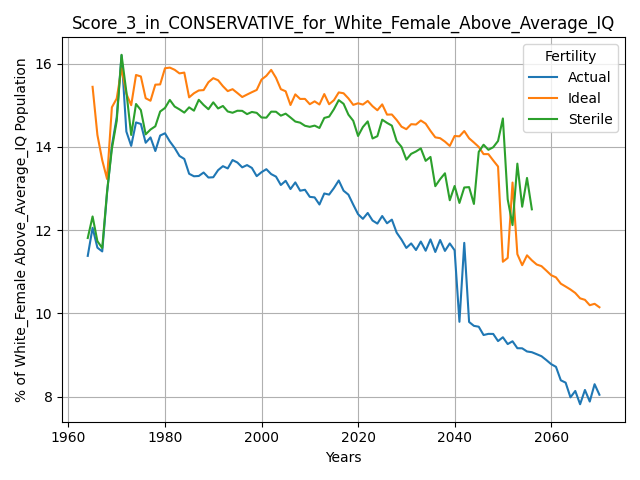 Score_3_in_CONSERVATIVE_for_White_Female_Above_Average_IQ
% of White_Female Above_Average_IQ Population
16
14
12
10
8
Fertility
Actual
Ideal
Sterile
1960
1980
2000
2020
2040
2060
Years